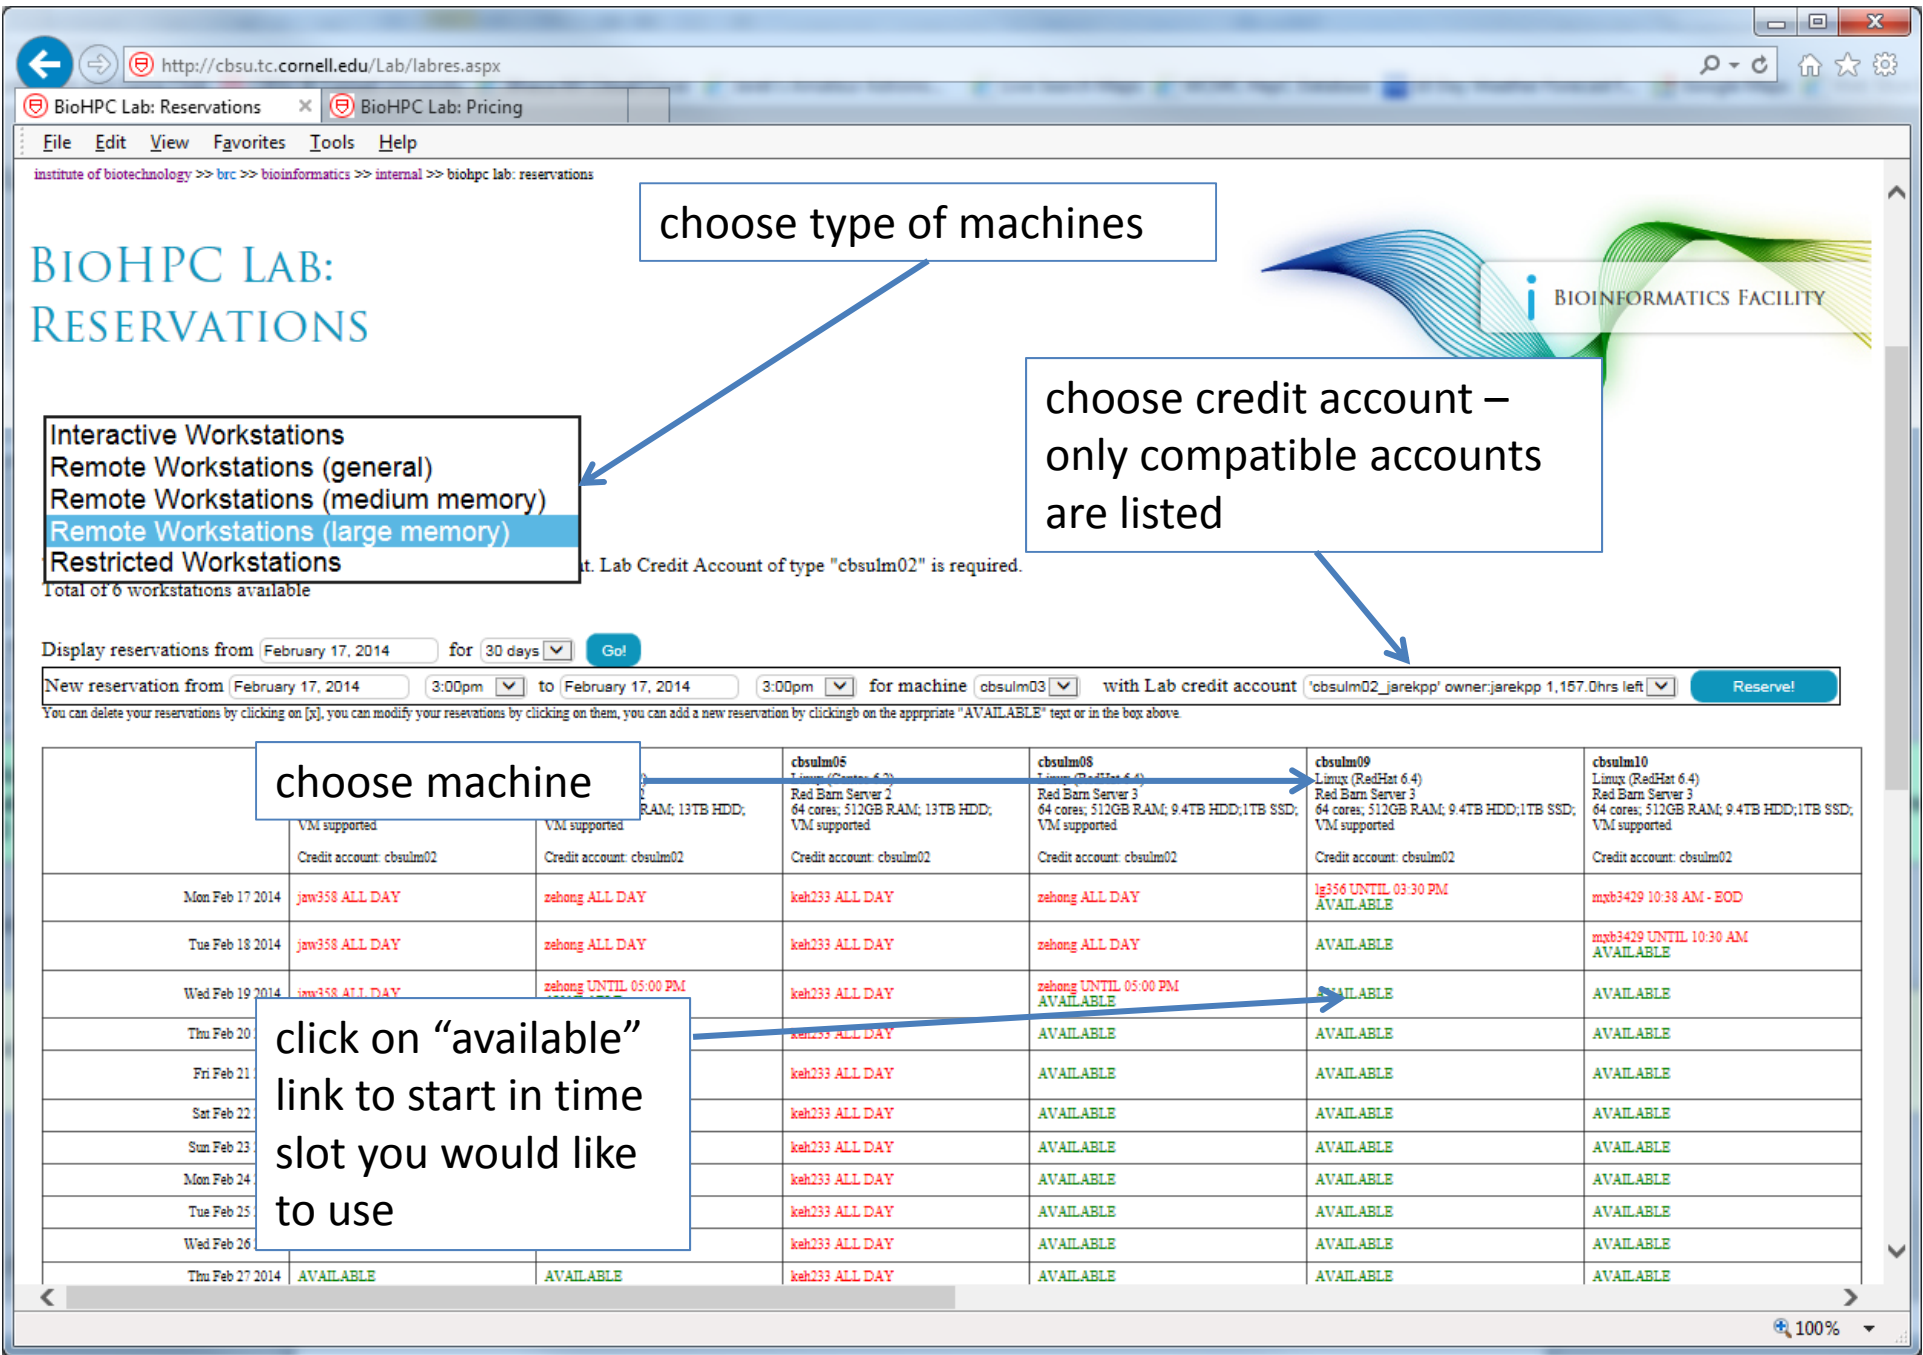 http://cbsu.tc.cornell.edu/Lab/labres.aspx
BioHPC Lab: Reservations
BioHPC Lab: Pricing
File Edit View Favorites Tools Help
institute of biotechnology >> brc >> bioinformatics >> internal >> biohpc lab: reservations
choose type of machines
BIOHPC LAB:
RESERVATIONS
i BIOINFORMATICS FACILITY
choose credit account –
only compatible accounts
are listed
Interactive Workstations
Remote Workstations (general)
Remote Workstations (medium memory)
Remote Workstations (large memory)
Restricted Workstations
t. Lab Credit Account of type "cbsulm02" is required.
Total of 6 workstations available
Display reservations from February 17, 2014 for 30 days Go!
New reservation from February 17, 2014 3:00pm to February 17, 2014 3:00pm for machine cbsulm03 with Lab credit account 'cbsulm02_jarekpp' owner:jarekpp 1,157.0hrs left Reserve!
You can delete your reservations by clicking on [x], you can modify your resevations by clicking on them, you can add a new reservation by clickingb on the apprpriate "AVAILABLE" text or in the box above.
choose machine
VM supported
Credit account: cbsulm02
RAM; 13TB HDD;
VM supported
Credit account: cbsulm02
cbsulm05
Linux (Centos 6.2)
Red Barn Server 2
64 cores; 512GB RAM; 13TB HDD;
VM supported
Credit account: cbsulm02
cbsulm08
Linux (RedHat 6.4)
Red Barn Server 3
64 cores; 512GB RAM; 9.4TB HDD;1TB SSD;
VM supported
Credit account: cbsulm02
cbsulm09
Linux (RedHat 6.4)
Red Barn Server 3
64 cores; 512GB RAM; 9.4TB HDD;1TB SSD;
VM supported
Credit account: cbsulm02
cbsulm10
Linux (RedHat 6.4)
Red Barn Server 3
64 cores; 512GB RAM; 9.4TB HDD;1TB SSD;
VM supported
Credit account: cbsulm02
Mon Feb 17 2014 jaw358 ALL DAY zehong ALL DAY keh233 ALL DAY zehong ALL DAY lg356 UNTIL 03:30 PM AVAILABLE mxb3429 10:38 AM - EOD
Tue Feb 18 2014 jaw358 ALL DAY zehong ALL DAY keh233 ALL DAY zehong ALL DAY AVAILABLE mxb3429 UNTIL 10:30 AM AVAILABLE
Wed Feb 19 2014 jaw358 ALL DAY zehong UNTIL 05:00 PM keh233 ALL DAY zehong UNTIL 05:00 PM AVAILABLE AVAILABLE AVAILABLE
Thu Feb 20 keh233 ALL DAY AVAILABLE AVAILABLE AVAILABLE
Fri Feb 21 keh233 ALL DAY AVAILABLE AVAILABLE AVAILABLE
Sat Feb 22 keh233 ALL DAY AVAILABLE AVAILABLE AVAILABLE
Sun Feb 23 keh233 ALL DAY AVAILABLE AVAILABLE AVAILABLE
Mon Feb 24 keh233 ALL DAY AVAILABLE AVAILABLE AVAILABLE
Tue Feb 25 keh233 ALL DAY AVAILABLE AVAILABLE AVAILABLE
Wed Feb 26 keh233 ALL DAY AVAILABLE AVAILABLE AVAILABLE
Thu Feb 27 2014 AVAILABLE AVAILABLE keh233 ALL DAY AVAILABLE AVAILABLE AVAILABLE
click on “available”
link to start in time
slot you would like
to use
100%